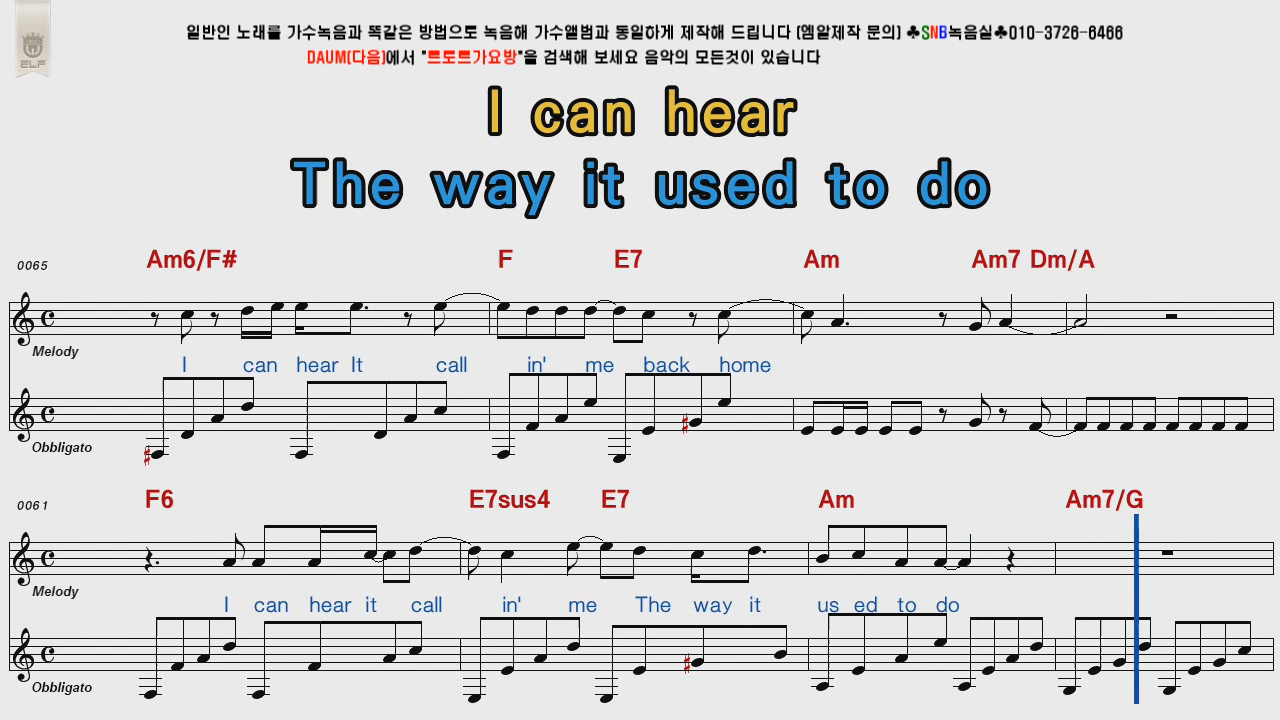 일반인 노래를 가수녹음과 똑같은 방법으로 녹음해 가수앨범과 동일하게 제작해 드립니다 (엠알제작 문의) ♣SNB녹음실♣010-3726-6466
DAUM(다음)에서 "트로트가요방"을 검색해 보세요 음악의 모든것이 있습니다
ELF
I can hear
The way it used to do
0065 Am6/F# F E7 Am Am7 Dm/A
Melody
I can hear It call in' me back home
Obbligato
0061 F6 E7sus4 E7 Am Am7/G
Melody
I can hear it call in' me The way it us ed to do
Obbligato